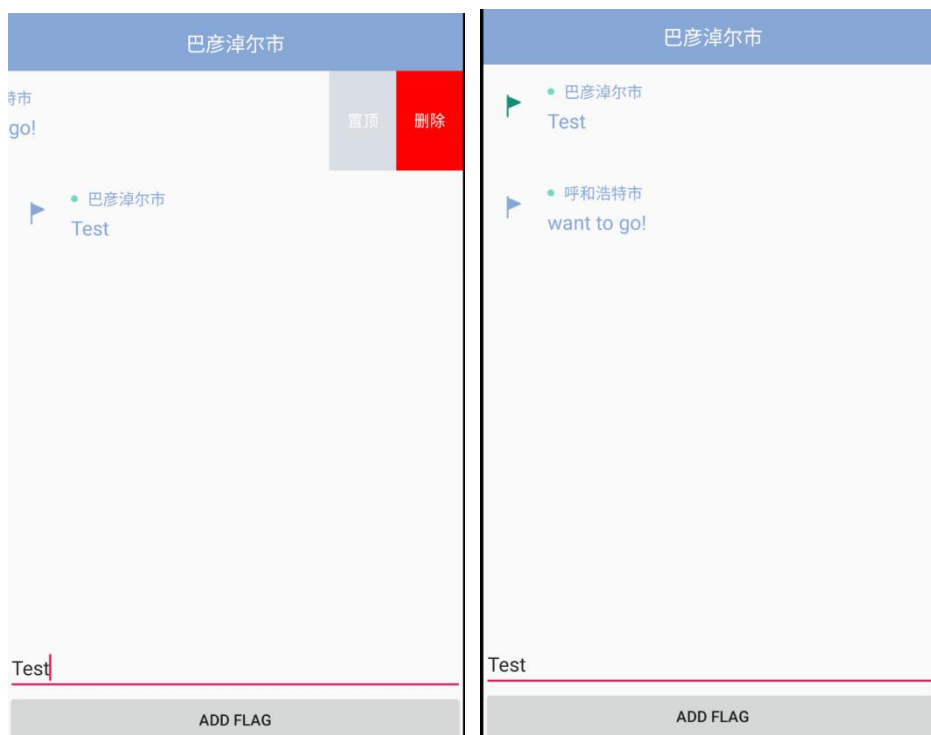 巴彦淖尔市
特市
go!
置顶
删除
巴彦淖尔市
Test
Test
ADD FLAG
巴彦淖尔市
巴彦淖尔市
Test
呼和浩特市
want to go!
Test
ADD FLAG